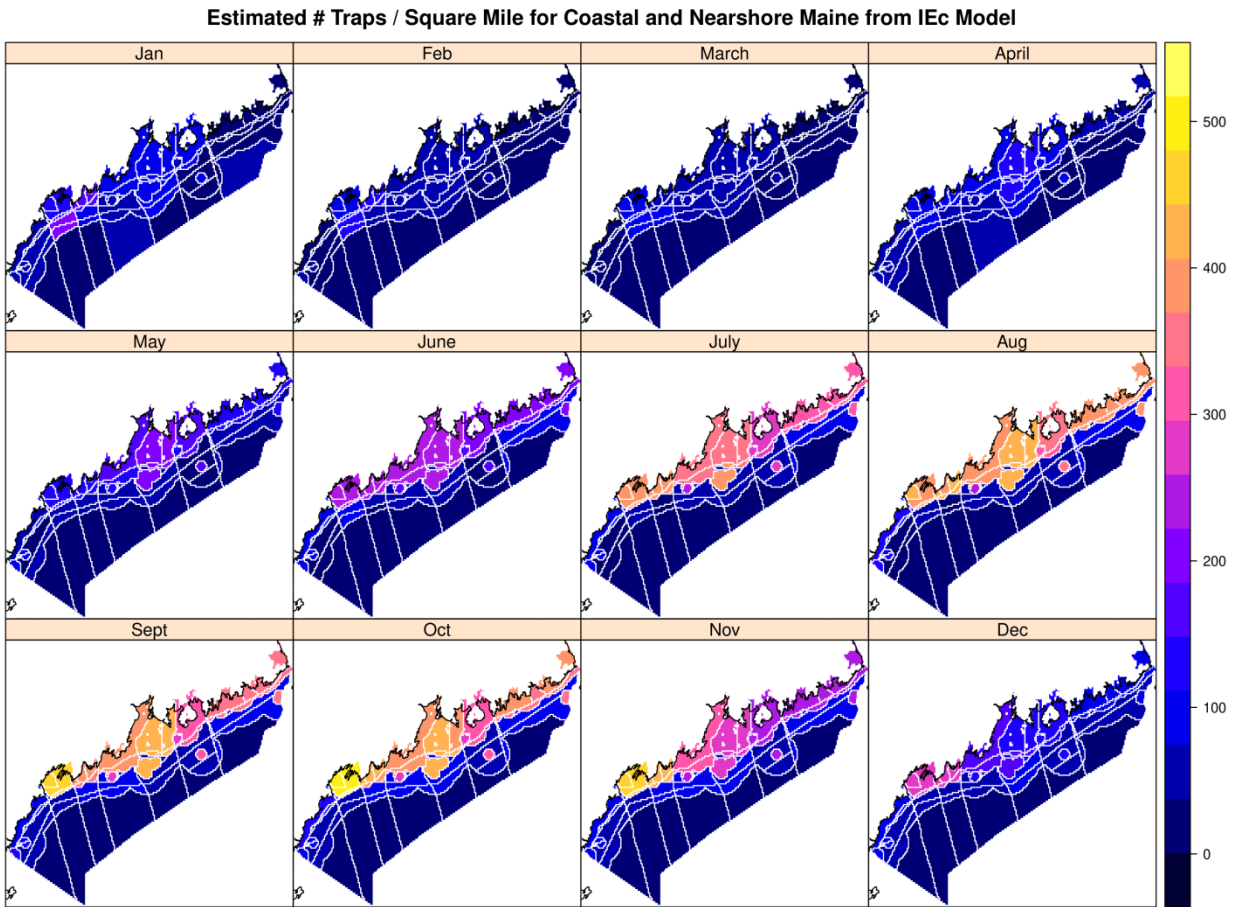 Estimated # Traps / Square Mile for Coastal and Nearshore Maine from IEc Model
Jan
Feb
March
April
May
June
July
Aug
Sept
Oct
Nov
Dec
500
400
300
200
100
0